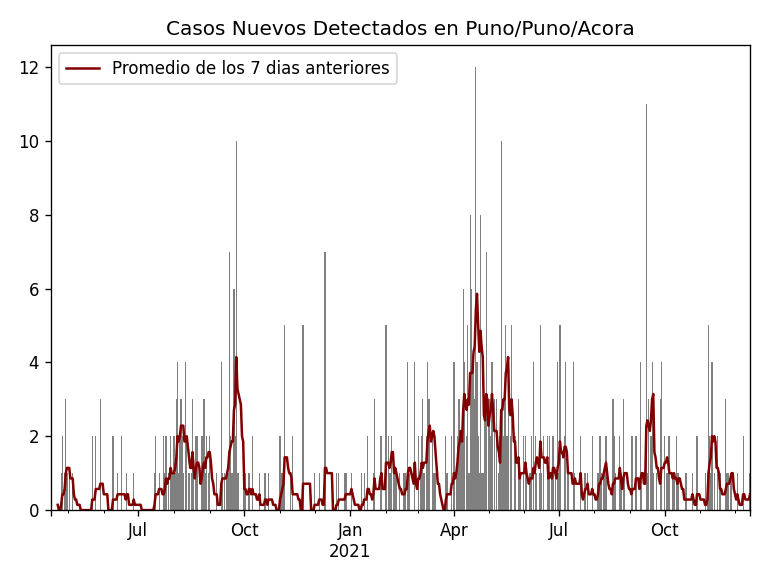 Casos Nuevos Detectados en Puno/Puno/Acora
Promedio de los 7 dias anteriores
12
10
8
6
4
2
0
Jul
Oct
Jan
2021
Apr
Jul
Oct